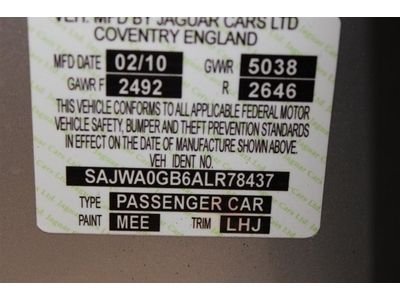 VEH. MFD BY JAGUAR CARS LTD
COVENTRY ENGLAND
MFD DATE 02/10 GVWR 5038
GAWR F 2492 R 2646
THIS VEHICLE CONFORMS TO ALL APPLICABLE FEDERAL MOTOR
VEHICLE SAFETY, BUMPER AND THEFT PREVENTION STANDARDS
IN EFFECT ON THE DATE OF MANUFACTURE SHOWN ABOVE.
VEH IDENT NO.
SAJWA0GB6ALR78437
TYPE PASSENGER CAR
PAINT MEE TRIM LHJ